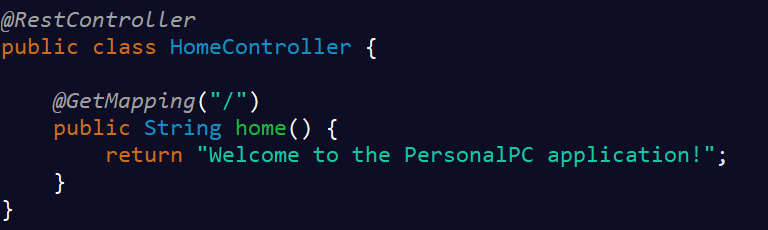 @RestController
public class HomeController {
@GetMapping("/")
public String home() {
return "Welcome to the PersonalPC application!";
}
}